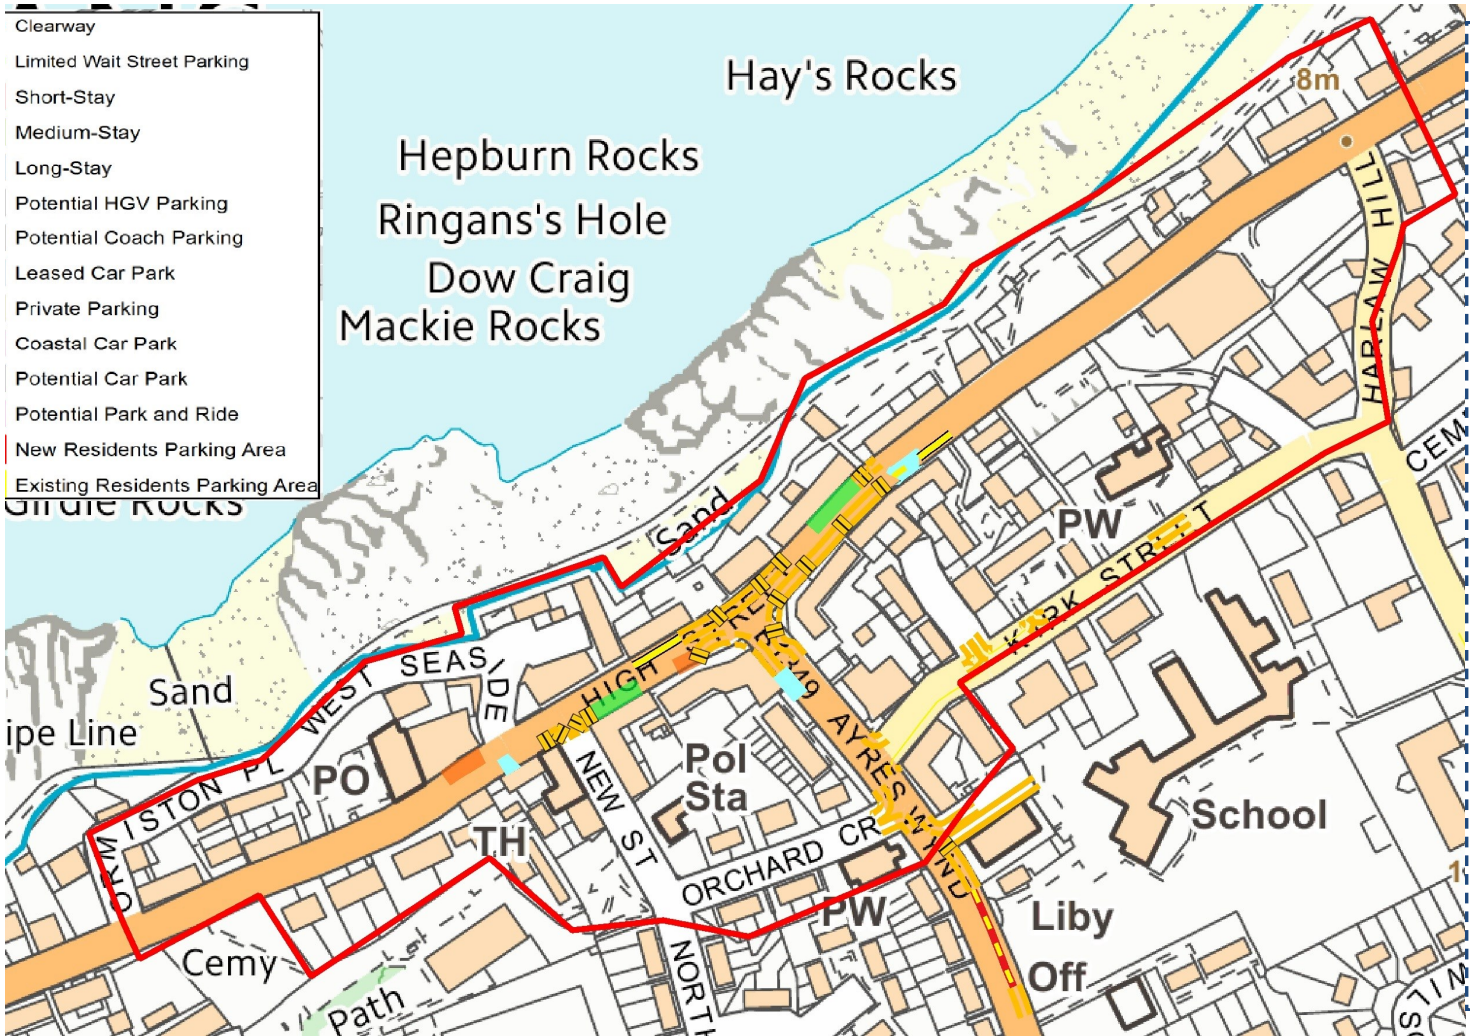 Clearway
Limited Wait Street Parking
Short-Stay
Medium-Stay
Long-Stay
Potential HGV Parking
Potential Coach Parking
Leased Car Park
Private Parking
Coastal Car Park
Potential Car Park
Potential Park and Ride
New Residents Parking Area
Existing Residents Parking Area
Girdle Rocks
Hay's Rocks
8m
Hepburn Rocks
Ringans's Hole
Dow Craig
Mackie Rocks
HARLAW HILL
CEM
Sand
PW
KIRK STREET
HIGH STREET
WEST SEASIDE
Sand
ipe Line
ORMISTON PL
PO
NEW ST
Pol
Sta
AYRES WYND
School
TH
ORCHARD CR
PW
Liby
Off
Cemy
Path
NORTH